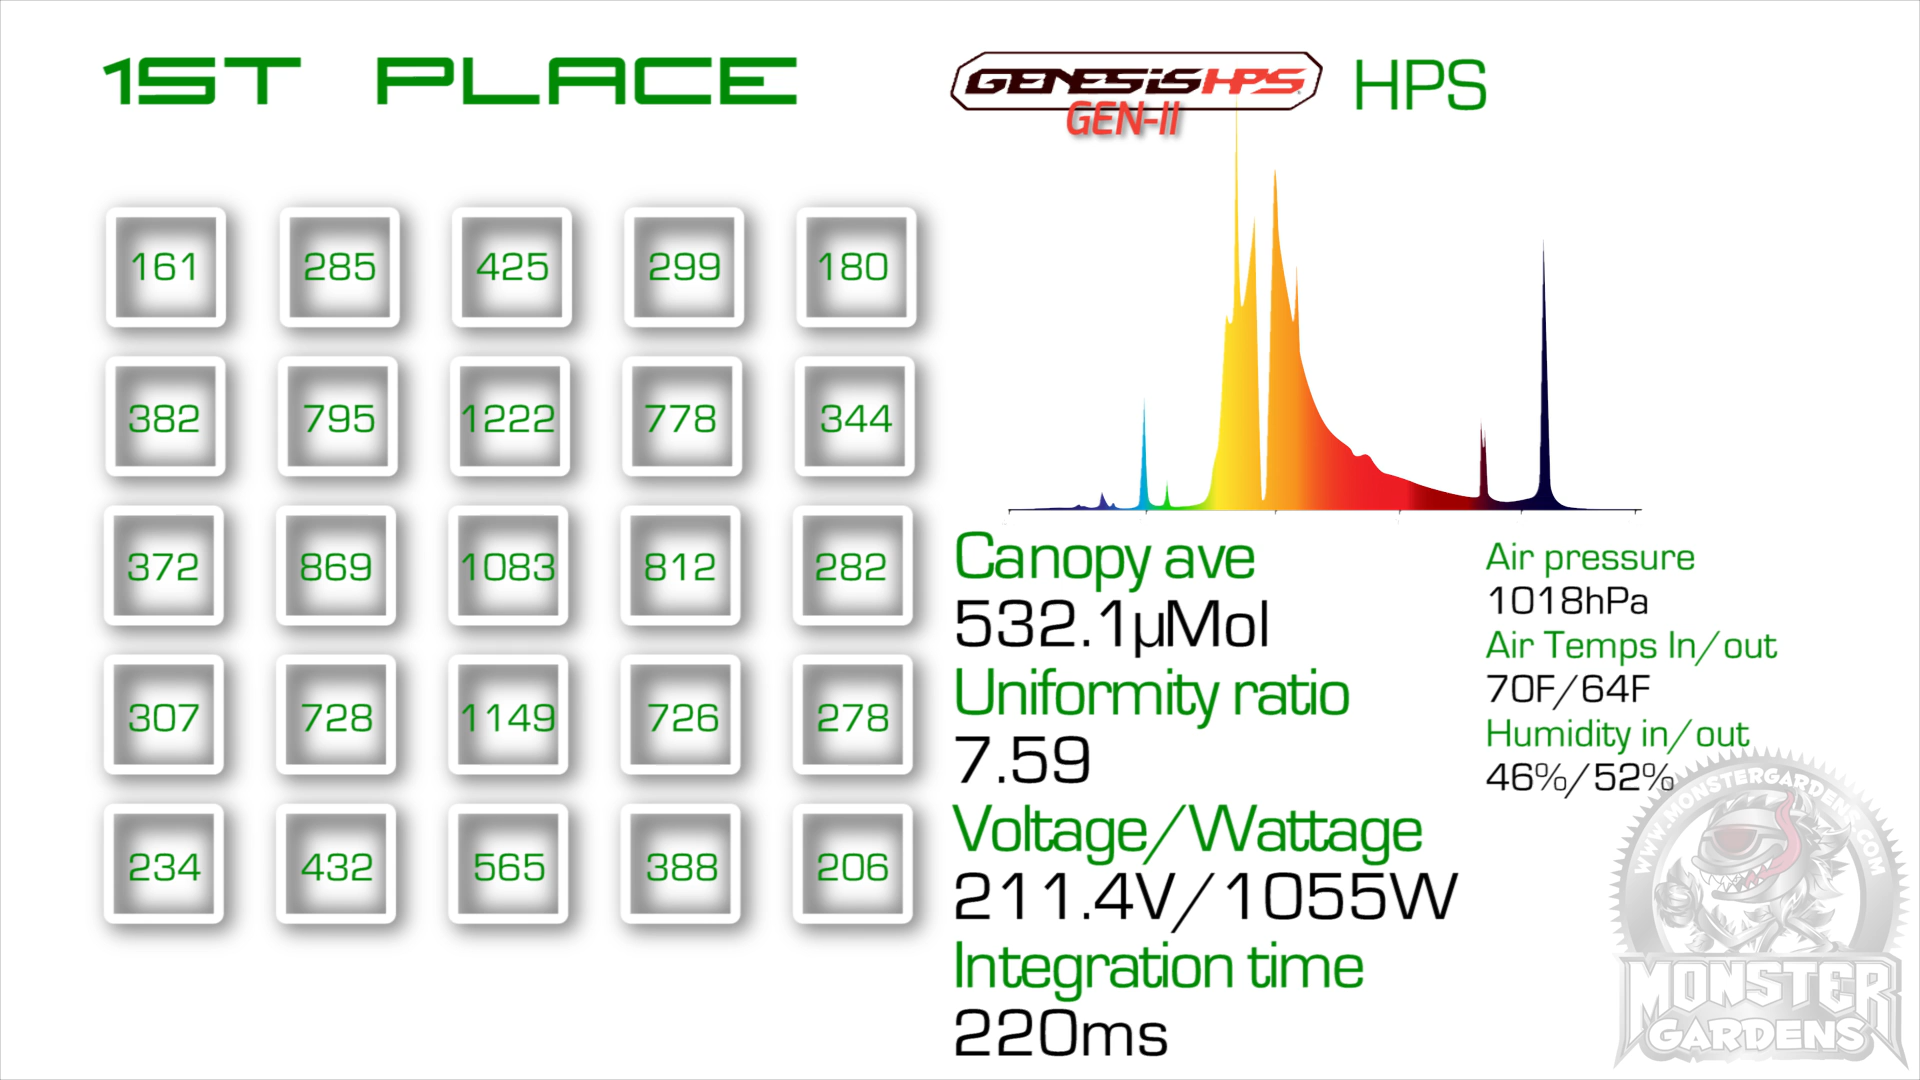 1ST PLACE
GENESIS HPS
GEN-II
HPS
161 285 425 299 180
382 795 1222 778 344
372 869 1083 812 282
307 728 1149 726 278
234 432 565 388 206
Canopy ave
532.1µMol
Uniformity ratio
7.59
Voltage/Wattage
211.4V/1055W
Integration time
220ms
Air pressure
1018hPa
Air Temps In/out
70F/64F
Humidity in/out
46%/52%
WWW.MONSTERGARDENS.COM
MONSTER
GARDENS